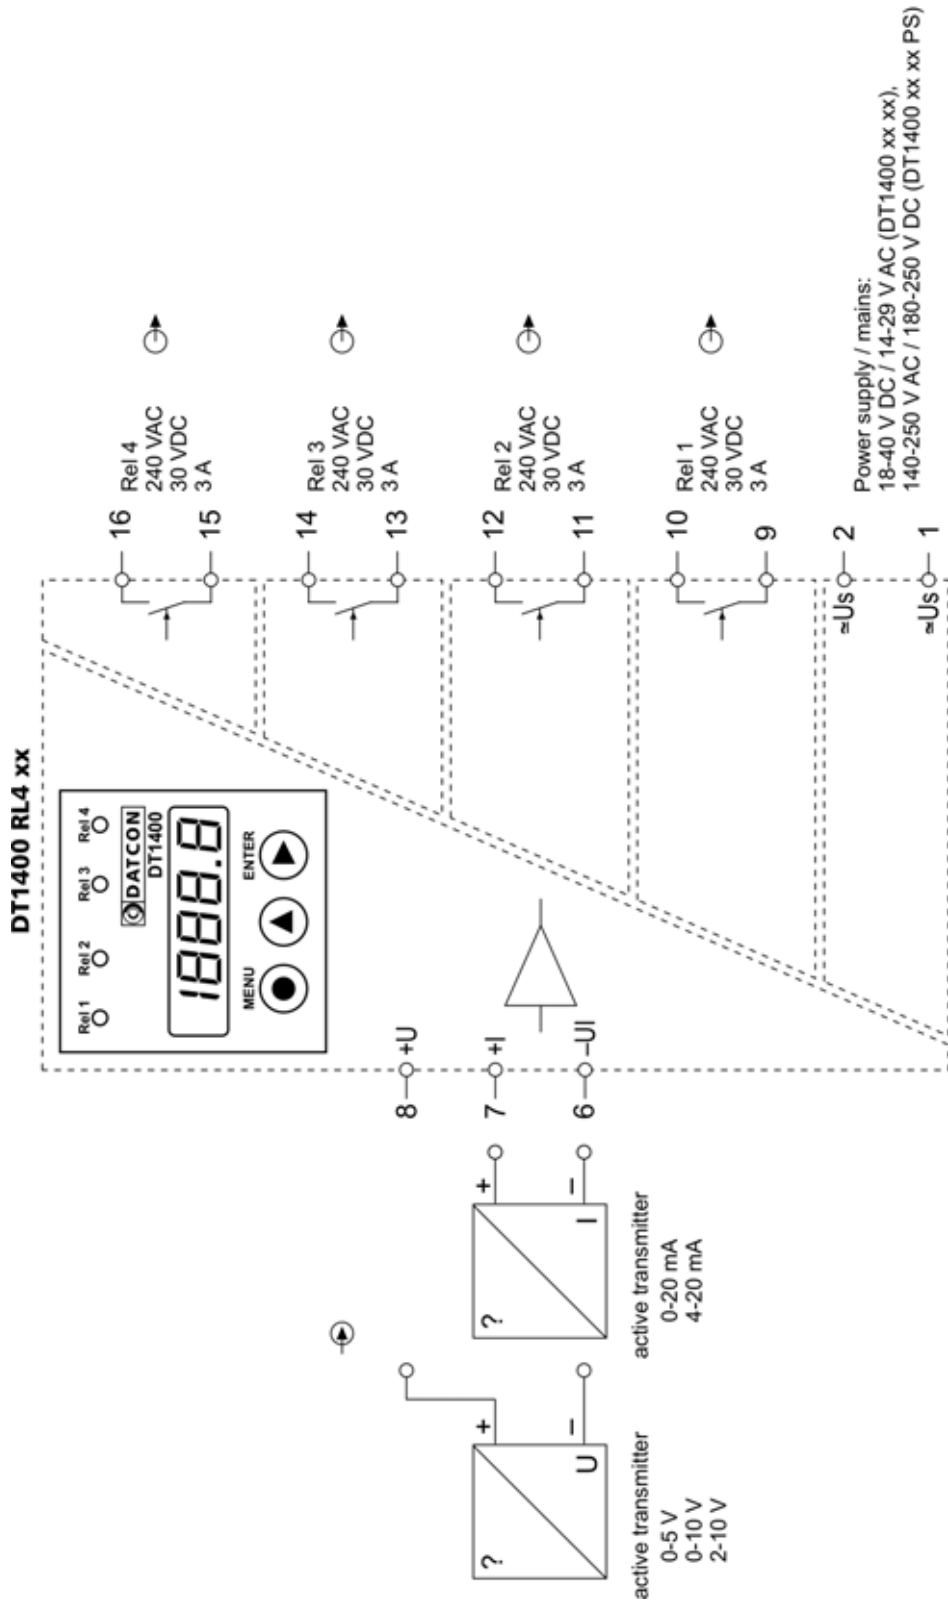 DT1400 RL4 xx
Rel 1 Rel 2 Rel 3 Rel 4
DATCON
DT1400
1888.8
MENU ENTER
8 +U
7 +I
6 –UI
+
–
?
I
active transmitter
0-20 mA
4-20 mA
+
–
?
U
active transmitter
0-5 V
0-10 V
2-10 V
16
15
Rel 4
240 VAC
30 VDC
3 A
14
13
Rel 3
240 VAC
30 VDC
3 A
12
11
Rel 2
240 VAC
30 VDC
3 A
10
9
Rel 1
240 VAC
30 VDC
3 A
≃Us 2
≃Us 1
Power supply / mains:
18-40 V DC / 14-29 V AC (DT1400 xx xx),
140-250 V AC / 180-250 V DC (DT1400 xx xx PS)